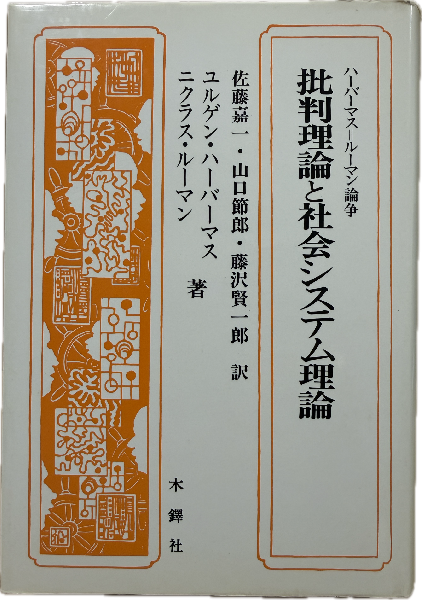 ハーバーマス＝ルーマン論争
批判理論と社会システム理論
佐藤嘉一・山口節郎・藤沢賢一郎 訳
ユルゲン・ハーバーマス
ニクラス・ルーマン
著
木鐸社